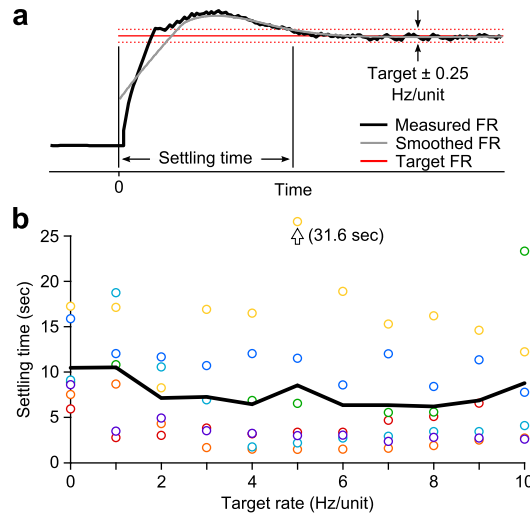 a
Target ± 0.25
Hz/unit
Measured FR
Smoothed FR
Target FR
Settling time
0
Time
b
(31.6 sec)
25
20
15
10
5
0
Settling time (sec)
0
2
4
6
8
10
Target rate (Hz/unit)